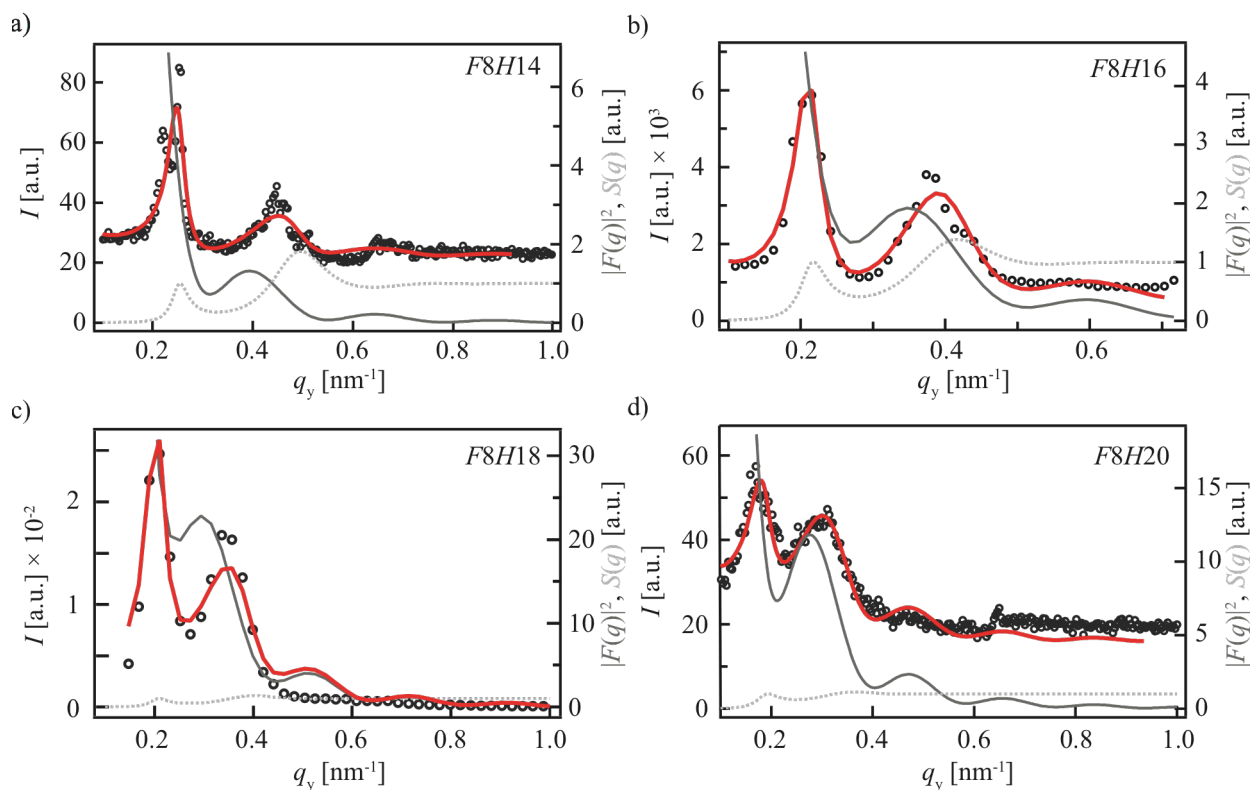 a)
F8H14
80
60
40
20
0
6
4
2
0
I [a.u.]
|F(q)|², S(q) [a.u.]
0.2 0.4 0.6 0.8 1.0
qy [nm-1]
b)
F8H16
6
4
2
0
4
3
2
1
0
I [a.u.] × 10³
|F(q)|², S(q) [a.u.]
0.2 0.4 0.6
qy [nm-1]
c)
F8H18
2
1
0
30
20
10
0
I [a.u.] × 10-2
|F(q)|², S(q) [a.u.]
0.2 0.4 0.6 0.8 1.0
qy [nm-1]
d)
F8H20
60
40
20
0
15
10
5
0
I [a.u.]
|F(q)|², S(q) [a.u.]
0.2 0.4 0.6 0.8 1.0
qy [nm-1]